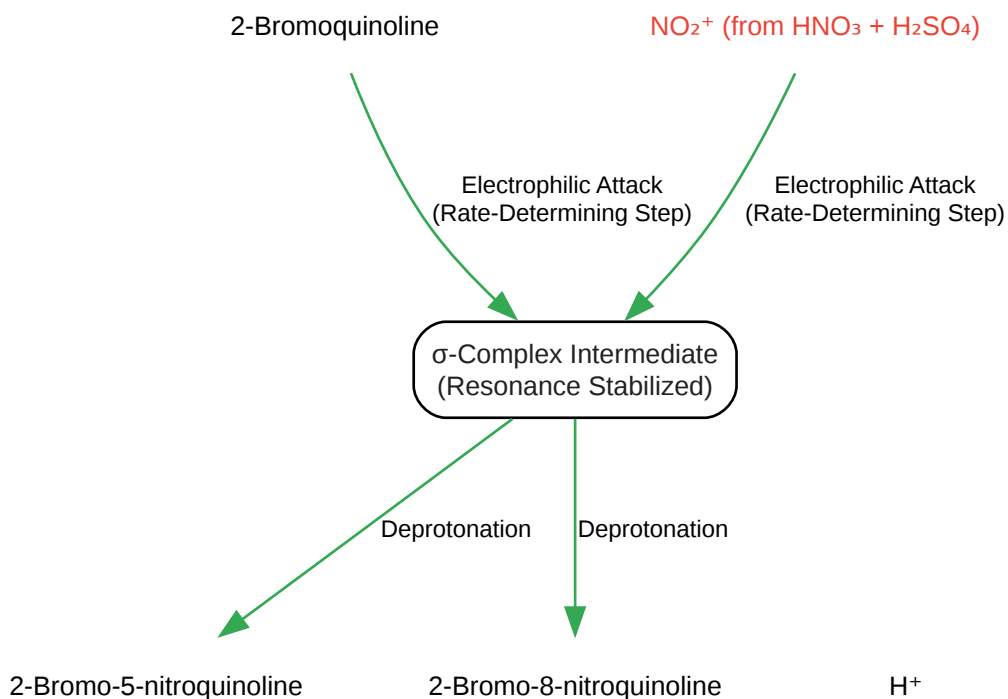 2-Bromoquinoline
NO₂⁺ (from HNO₃ + H₂SO₄)
Electrophilic Attack
(Rate-Determining Step)
Electrophilic Attack
(Rate-Determining Step)
σ-Complex Intermediate
(Resonance Stabilized)
Deprotonation
Deprotonation
2-Bromo-5-nitroquinoline
2-Bromo-8-nitroquinoline
H⁺